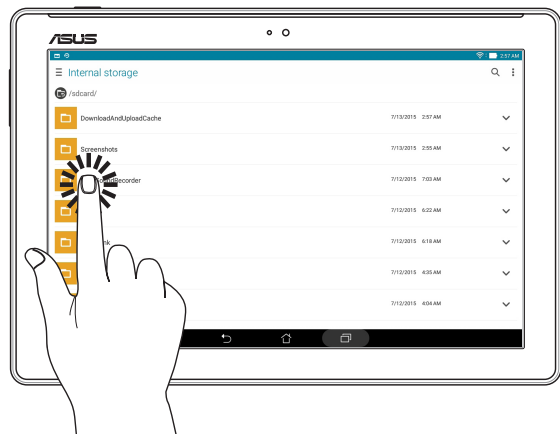 ASUS
2:57 AM
Internal storage
/sdcard/
DownloadAndUploadCache 7/13/2015 2:57 AM
Screenshots 7/13/2015 2:55 AM
7/12/2015 7:03 AM
7/12/2015 6:22 AM
7/12/2015 6:18 AM
7/12/2015 4:35 AM
7/12/2015 4:04 AM